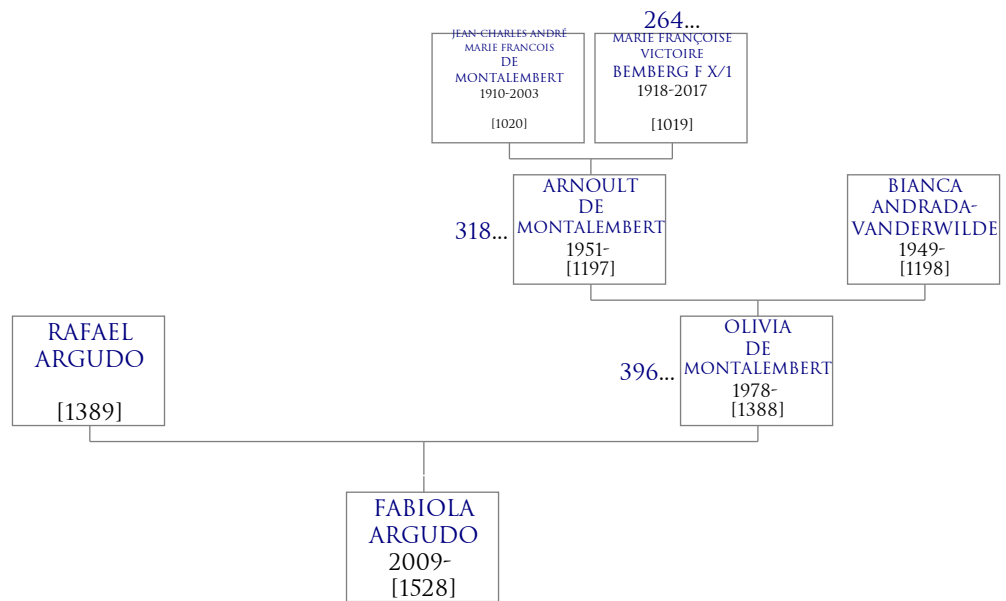 264...
JEAN-CHARLES ANDRÉ
MARIE FRANCOIS
DE
MONTALEMBERT
1910-2003
[1020]
MARIE FRANÇOISE
VICTOIRE
BEMBERG F X/1
1918-2017
[1019]
318...
ARNOULT
DE
MONTALEMBERT
1951-
[1197]
BIANCA
ANDRADA-
VANDERWILDE
1949-
[1198]
RAFAEL
ARGUDO
[1389]
396...
OLIVIA
DE
MONTALEMBERT
1978-
[1388]
FABIOLA
ARGUDO
2009-
[1528]